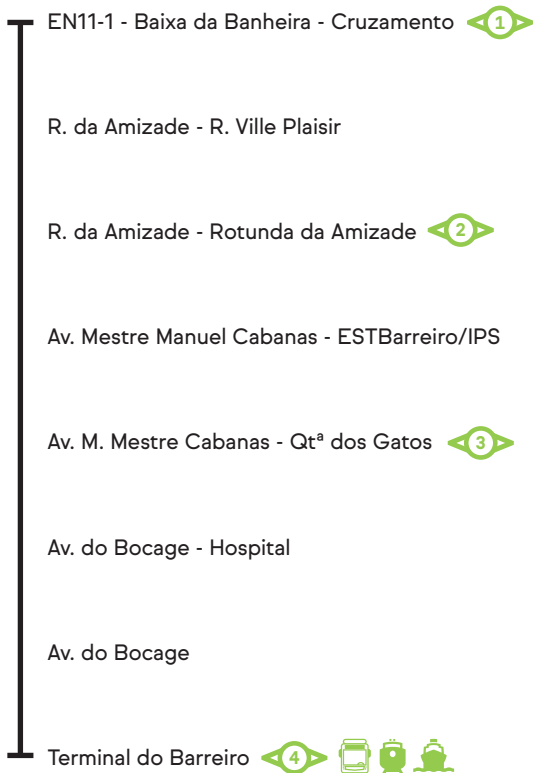 EN11-1 - Baixa da Banheira - Cruzamento 1
R. da Amizade - R. Ville Plaisir
R. da Amizade - Rotunda da Amizade 2
Av. Mestre Manuel Cabanas - ESTBarreiro/IPS
Av. M. Mestre Cabanas - Qtª dos Gatos 3
Av. do Bocage - Hospital
Av. do Bocage
Terminal do Barreiro 4